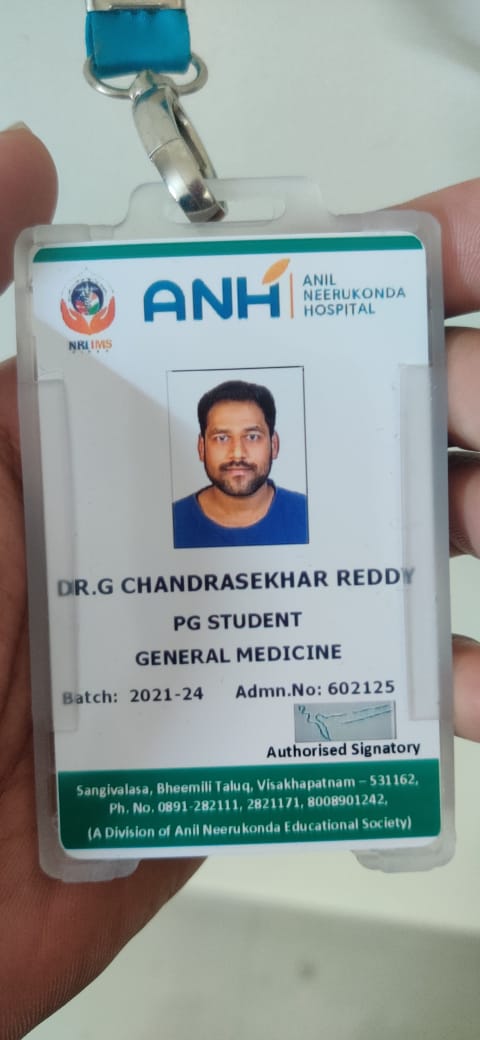 ANH
ANIL
NEERUKONDA
HOSPITAL
NRI IMS
DR.G CHANDRASEKHAR REDDY
PG STUDENT
GENERAL MEDICINE
Batch: 2021-24 Admn.No: 602125
Authorised Signatory
Sangivalasa, Bheemili Taluq, Visakhapatnam – 531162,
Ph. No. 0891-282111, 2821171, 8008901242,
(A Division of Anil Neerukonda Educational Society)